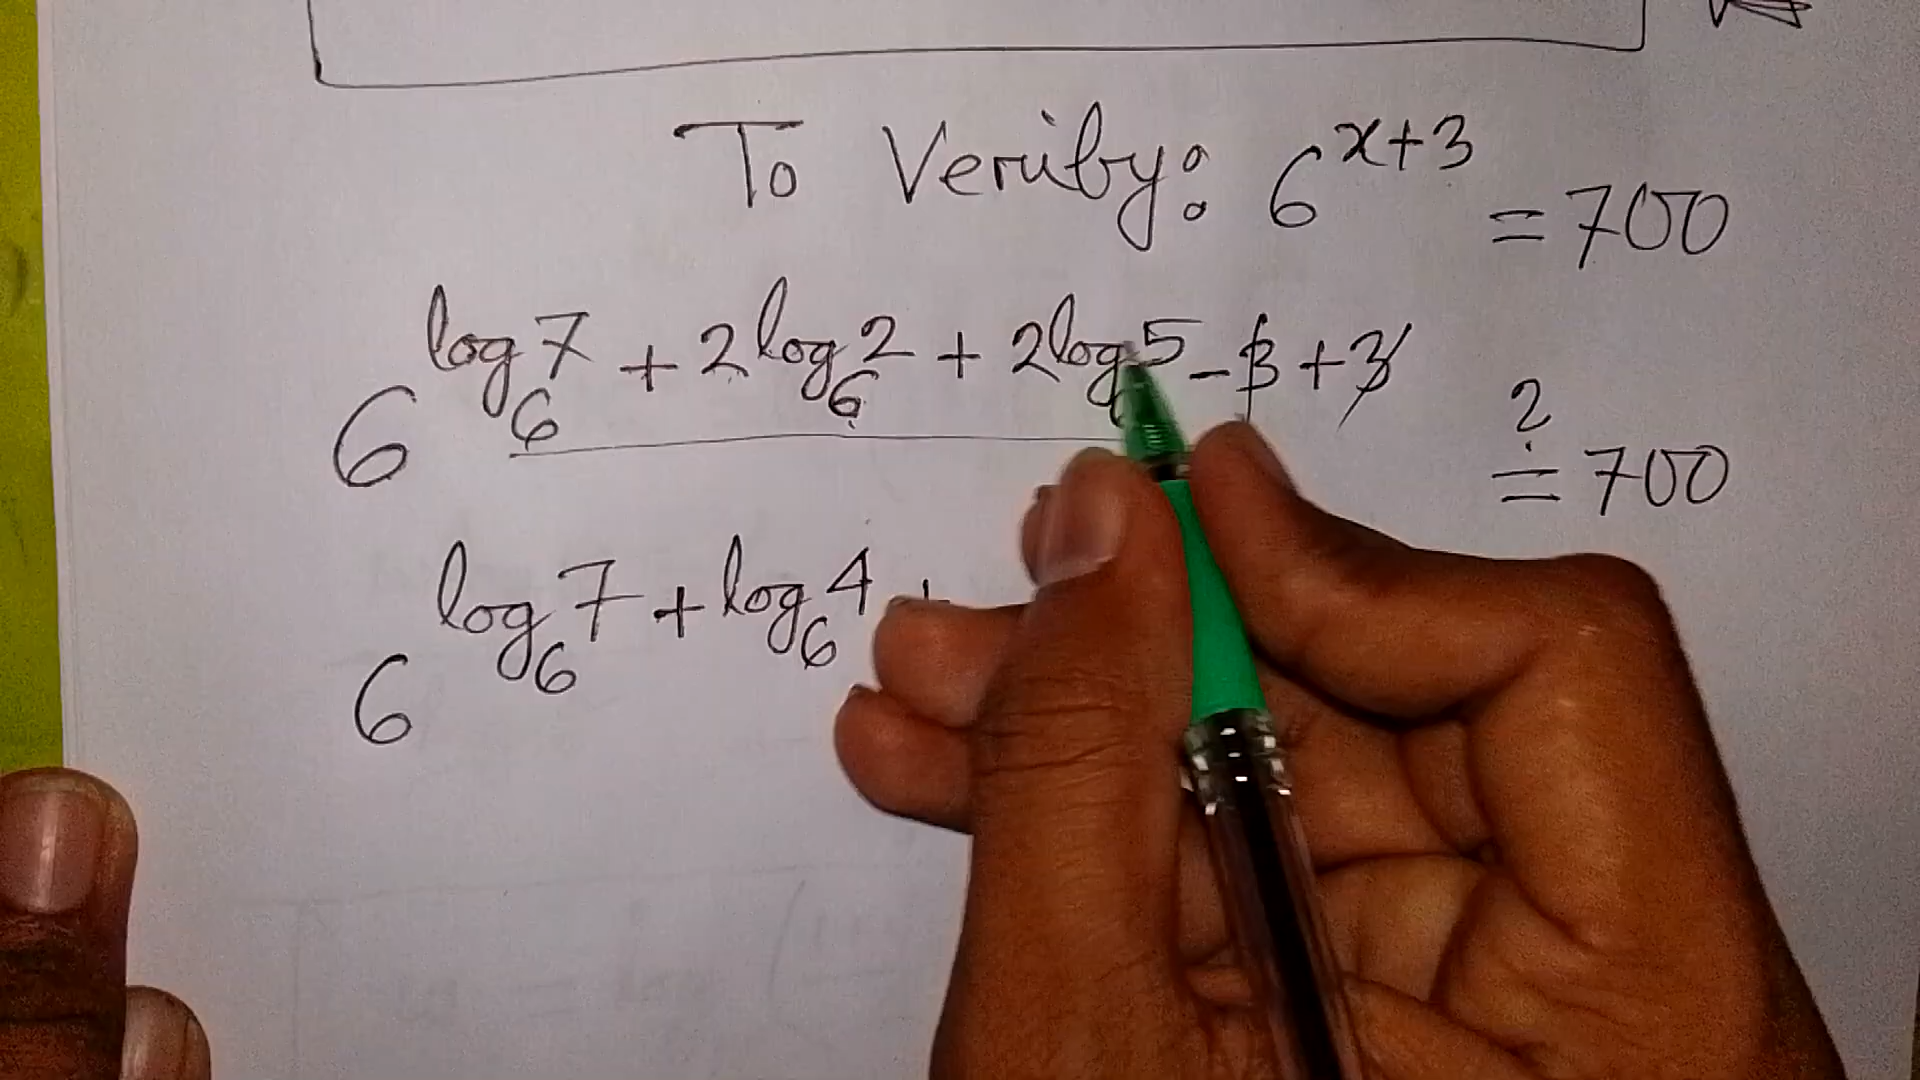 To Verify: 6^{x+3} = 700
6^{log_6 7 + 2log_6 2 + 2log_6 5 - 3 + 3} ≟ 700
6^{log_6 7 + log_6 4 +}